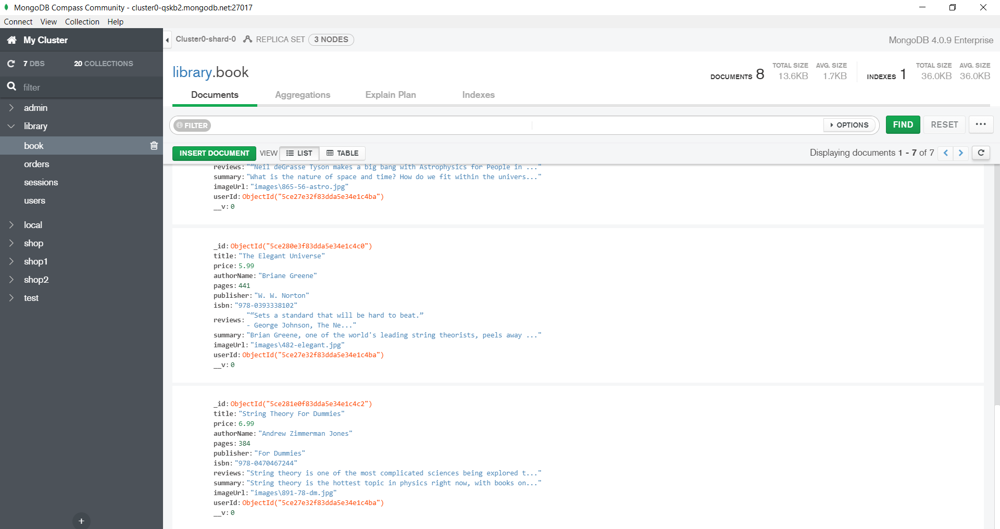 MongoDB Compass Community - cluster0-qskb2.mongodb.net:27017
Connect View Collection Help
My Cluster
7 DBS 20 COLLECTIONS
filter
admin
library
book
orders
sessions
users
local
shop
shop1
shop2
test
+
Cluster0-shard-0 REPLICA SET 3 NODES
MongoDB 4.0.9 Enterprise
library.book
DOCUMENTS 8 TOTAL SIZE 13.6KB AVG. SIZE 1.7KB INDEXES 1 TOTAL SIZE 36.0KB AVG. SIZE 36.0KB
Documents Aggregations Explain Plan Indexes
FILTER OPTIONS FIND RESET ...
INSERT DOCUMENT VIEW LIST TABLE Displaying documents 1 - 7 of 7
reviews: "“Neil deGrasse Tyson makes a big bang with Astrophysics for People in ..."
summary: "What is the nature of space and time? How do we fit within the univers..."
imageUrl: "images\865-56-astro.jpg"
userId: ObjectId("5ce27e32f83dda5e34e1c4ba")
__v: 0
_id: ObjectId("5ce280e3f83dda5e34e1c4c0")
title: "The Elegant Universe"
price: 5.99
authorName: "Briane Greene"
pages: 441
publisher: "W. W. Norton"
isbn: "978-0393338102"
reviews: "“Sets a standard that will be hard to beat.”
- George Johnson, The Ne..."
summary: "Brian Greene, one of the world's leading string theorists, peels away ..."
imageUrl: "images\482-elegant.jpg"
userId: ObjectId("5ce27e32f83dda5e34e1c4ba")
__v: 0
_id: ObjectId("5ce281e0f83dda5e34e1c4c2")
title: "String Theory For Dummies"
price: 6.99
authorName: "Andrew Zimmerman Jones"
pages: 384
publisher: "For Dummies"
isbn: "978-0470467244"
reviews: "String theory is one of the most complicated sciences being explored t..."
summary: "String theory is the hottest topic in physics right now, with books on..."
imageUrl: "images\891-78-dm.jpg"
userId: ObjectId("5ce27e32f83dda5e34e1c4ba")
__v: 0